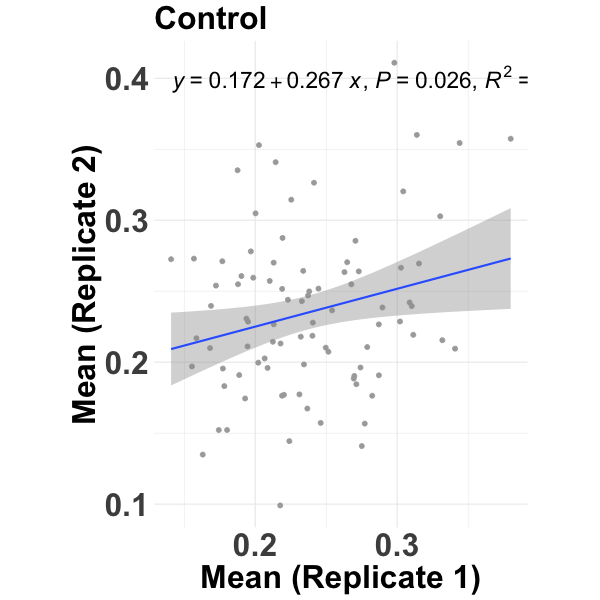 Control
y = 0.172 + 0.267 x, P = 0.026, R² =
0.4
0.3
0.2
0.1
Mean (Replicate 2)
0.2 0.3
Mean (Replicate 1)